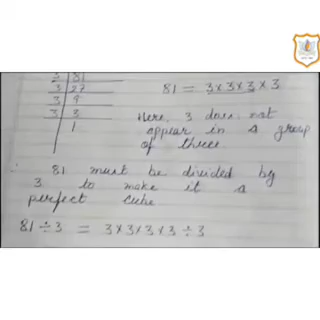 3 | 81
3 | 27
3 | 9
3 | 3
1
81 = 3×3×3×3
Here, 3 does not
appear in a group
of three
81 must be divided by
3 to make it a
perfect cube
81÷3 = 3×3×3×3÷3